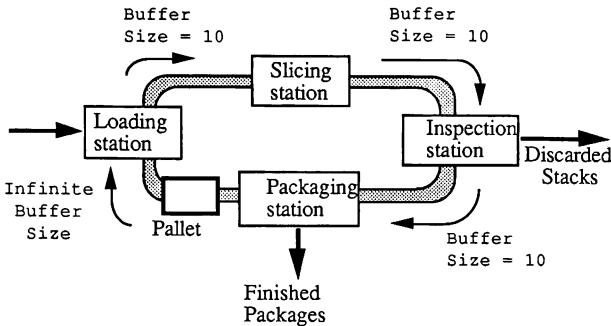 Buffer
Size = 10
Buffer
Size = 10
Slicing
station
Loading
station
Inspection
station
Discarded
Stacks
Infinite
Buffer
Size
Pallet
Packaging
station
Buffer
Size = 10
Finished
Packages